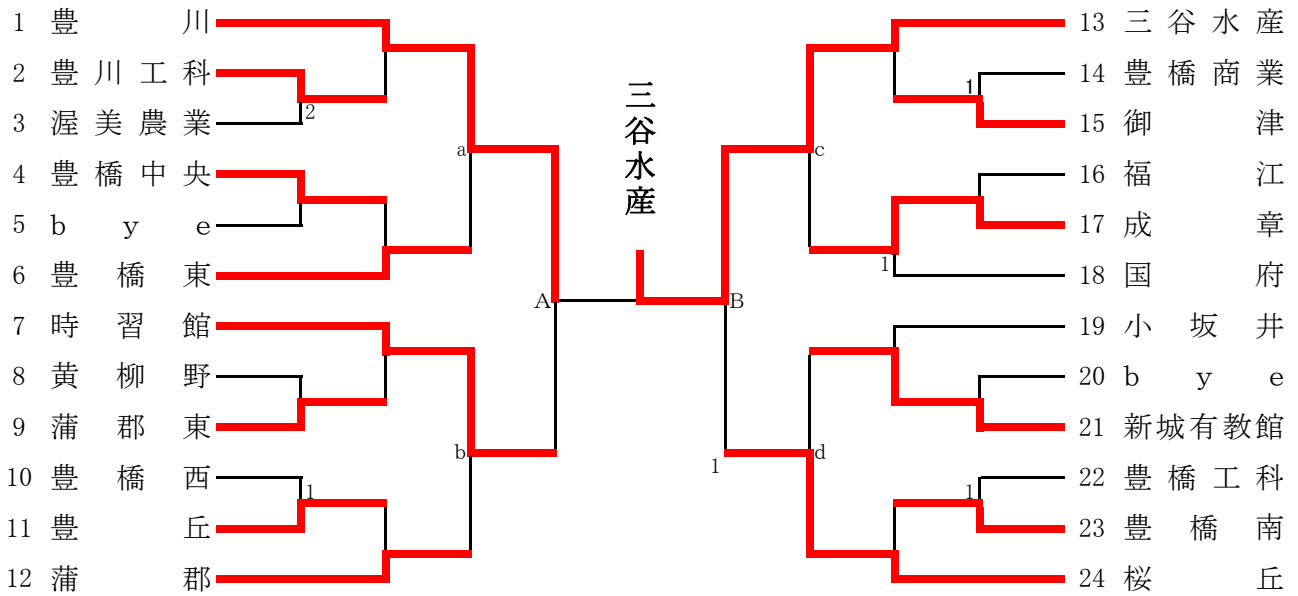 1 豊川
2 豊川工科
2
3 渥美農業
a
4 豊橋中央
5 bye
6 豊橋東
A
7 時習館
8 黄柳野
9 蒲郡東
b
10 豊橋西
1
11 豊丘
12 蒲郡
三谷水産
13 三谷水産
14 豊橋商業
1
15 御津
c
16 福江
17 成章
1
18 国府
B
19 小坂井
20 bye
21 新城有教館
d
1
22 豊橋工科
1
23 豊橋南
24 桜丘